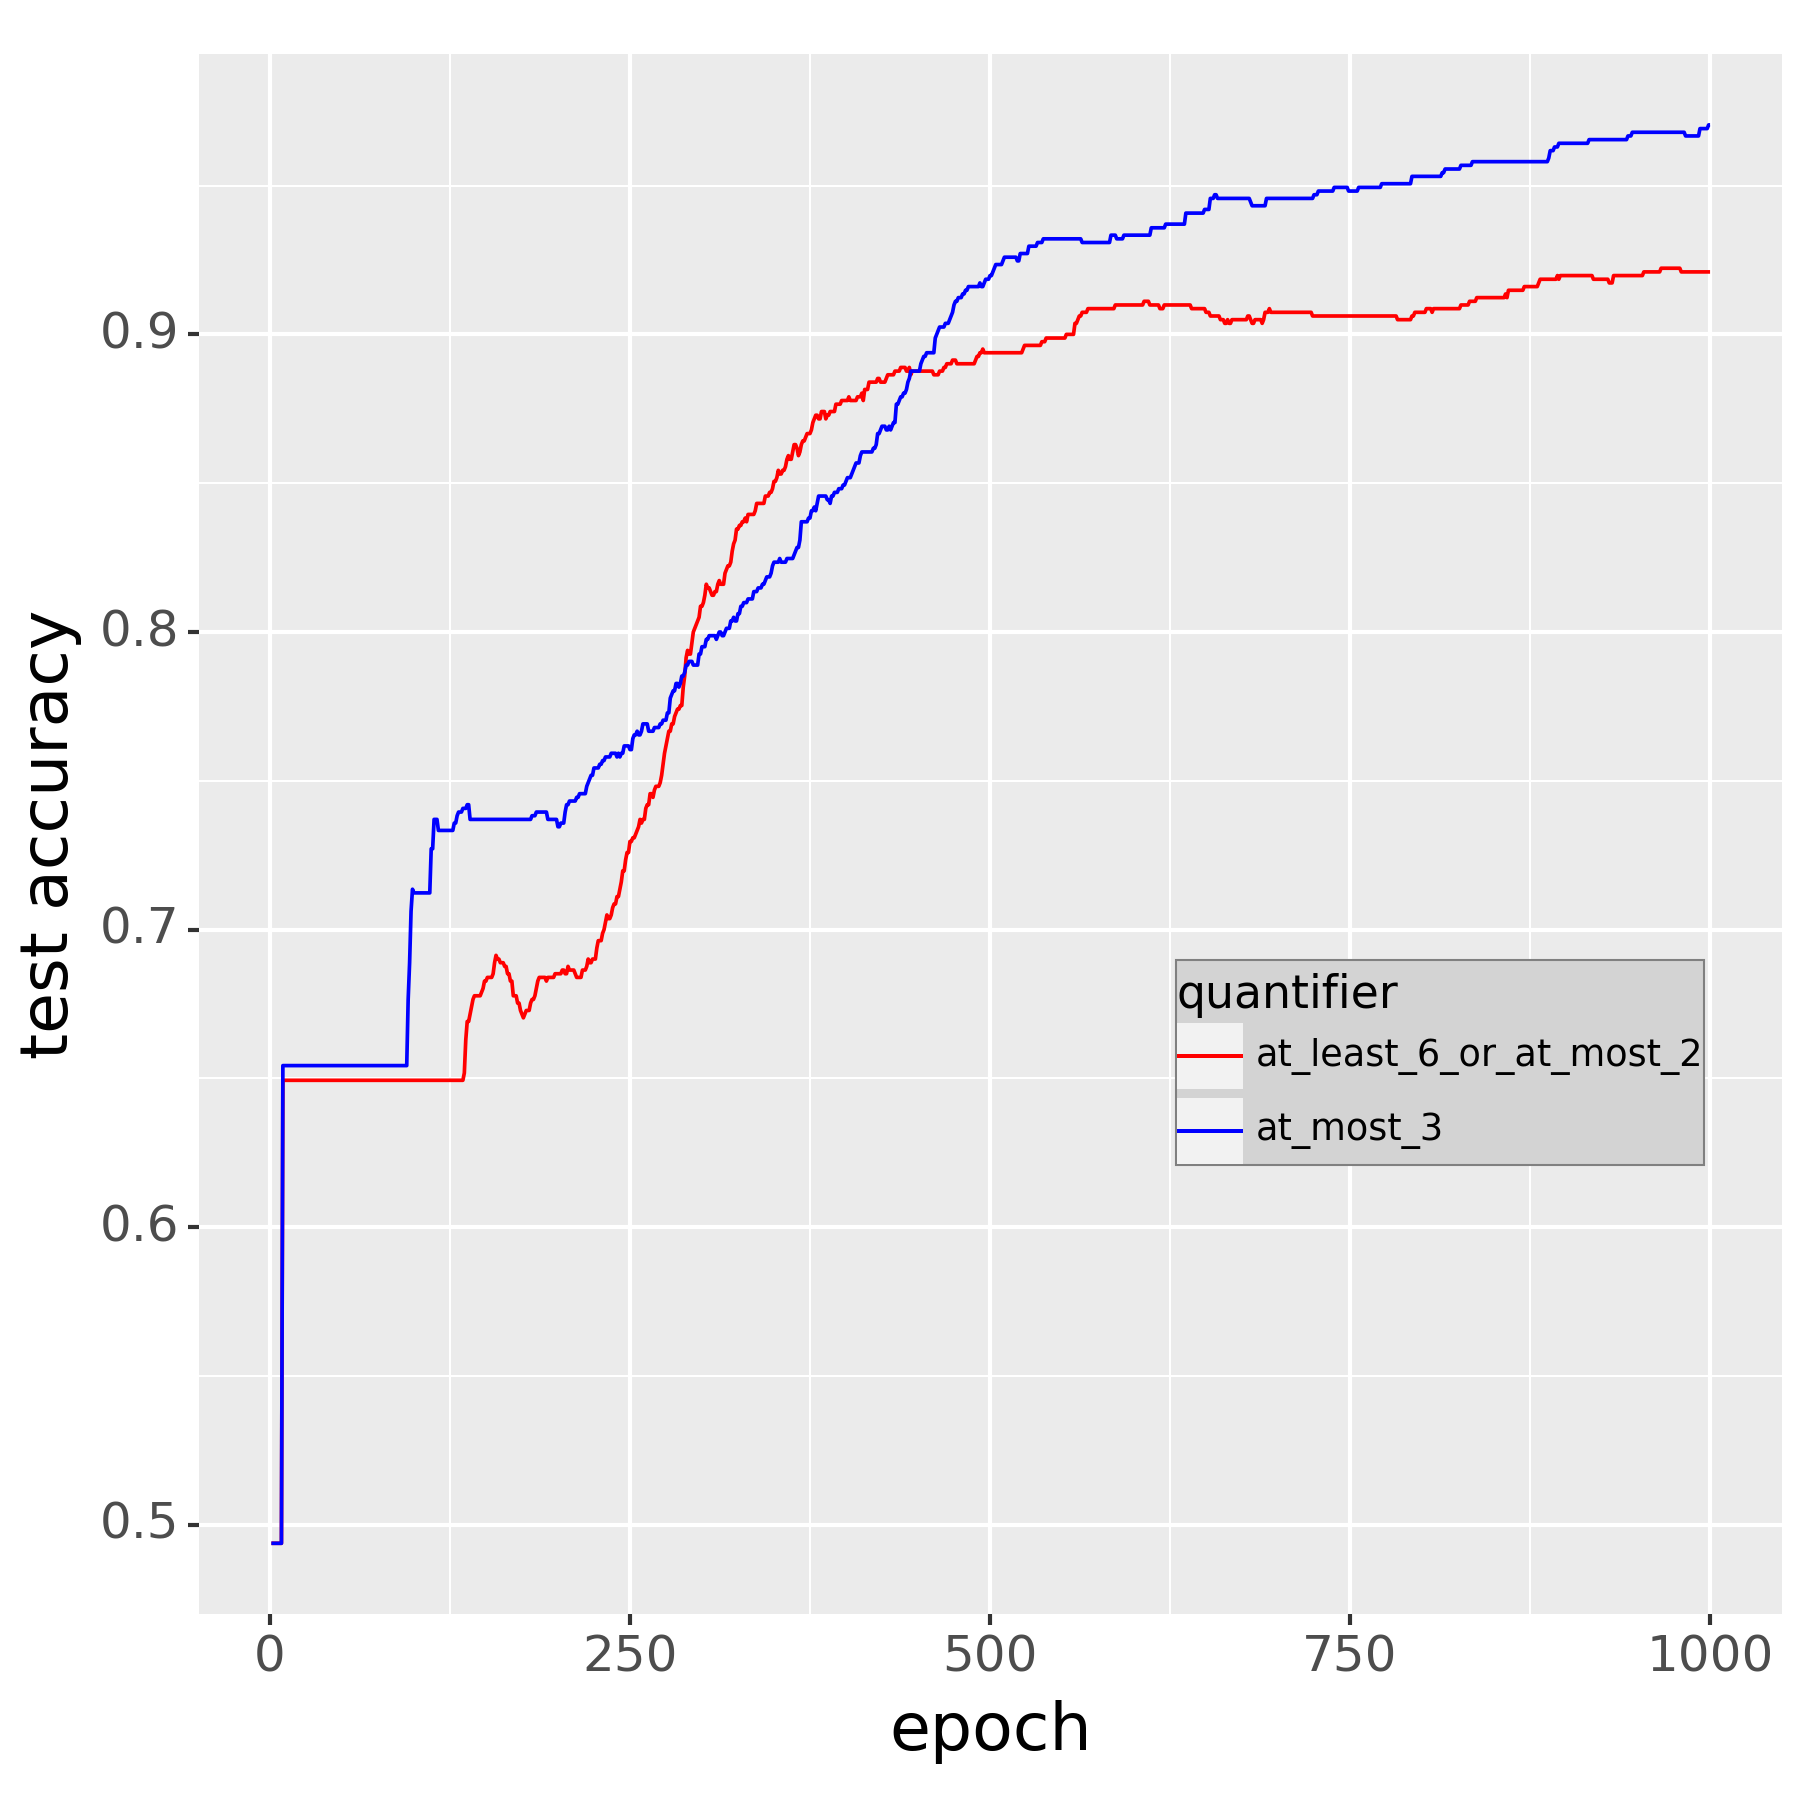 test accuracy
0.9
0.8
0.7
0.6
0.5
quantifier
at_least_6_or_at_most_2
at_most_3
0 250 500 750 1000
epoch